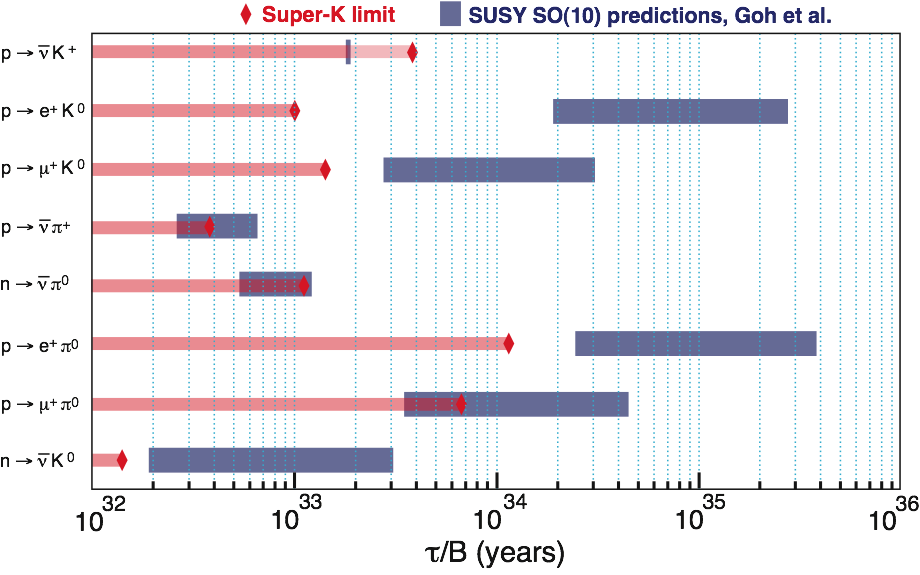 Super-K limit SUSY SO(10) predictions, Goh et al.
p → ν̅ K⁺
p → e⁺ K⁰
p → μ⁺ K⁰
p → ν̅ π⁺
n → ν̅ π⁰
p → e⁺ π⁰
p → μ⁺ π⁰
n → ν̅ K⁰
10³² 10³³ 10³⁴ 10³⁵ 10³⁶
τ/B (years)